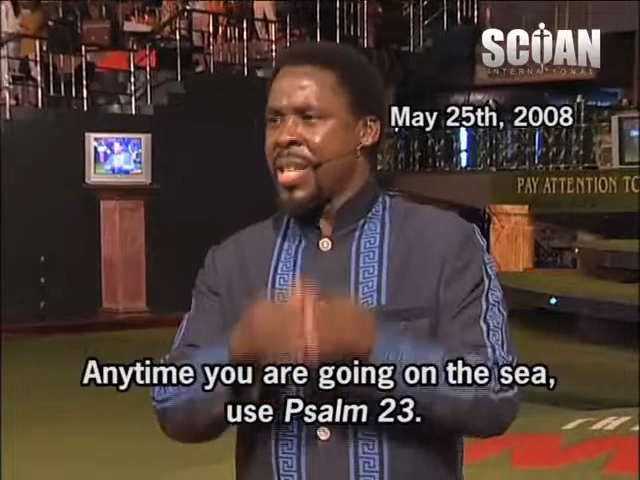 SCOAN
INTERNATIONAL
May 25th, 2008
PAY ATTENTION TO
Anytime you are going on the sea,
use Psalm 23.